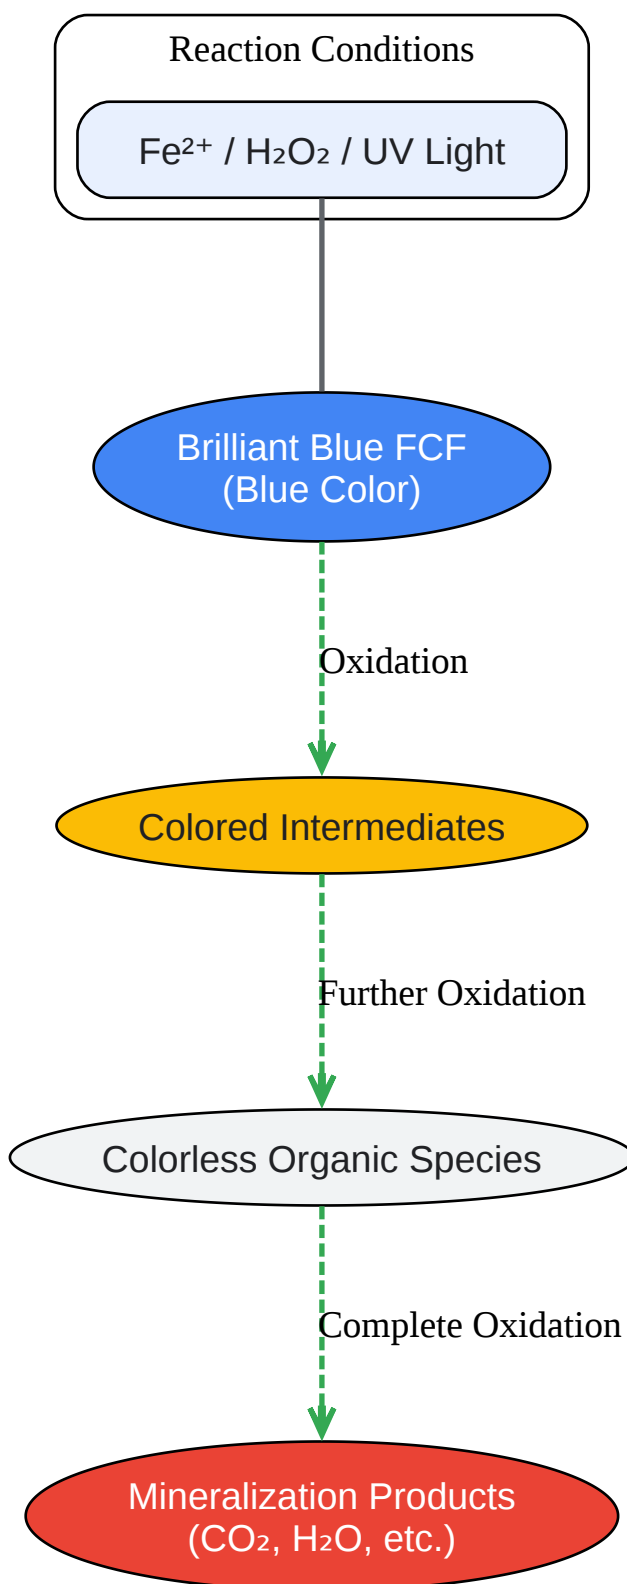 Reaction Conditions
Fe²⁺ / H₂O₂ / UV Light
Brilliant Blue FCF
(Blue Color)
Oxidation
Colored Intermediates
Further Oxidation
Colorless Organic Species
Complete Oxidation
Mineralization Products
(CO₂, H₂O, etc.)